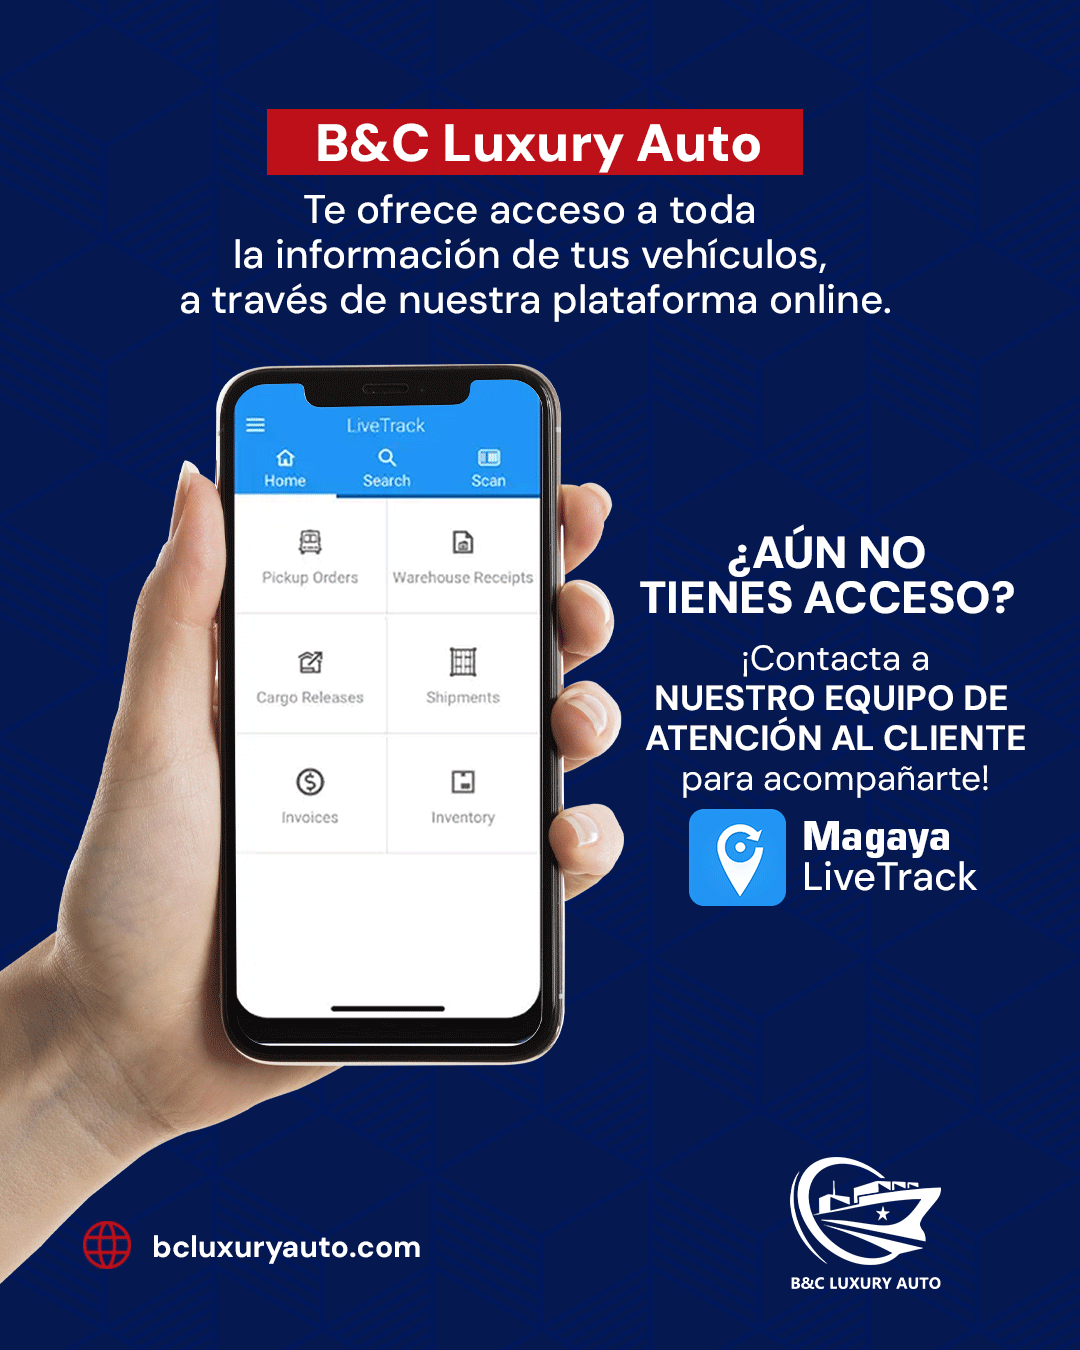 B&C Luxury Auto
Te ofrece acceso a toda
la información de tus vehículos,
a través de nuestra plataforma online.
LiveTrack
Home
Search
Scan
Pickup Orders
Warehouse Receipts
Cargo Releases
Shipments
Invoices
Inventory
¿AÚN NO
TIENES ACCESO?
¡Contacta a
NUESTRO EQUIPO DE
ATENCIÓN AL CLIENTE
para acompañarte!
Magaya
LiveTrack
bcluxuryauto.com
B&C LUXURY AUTO